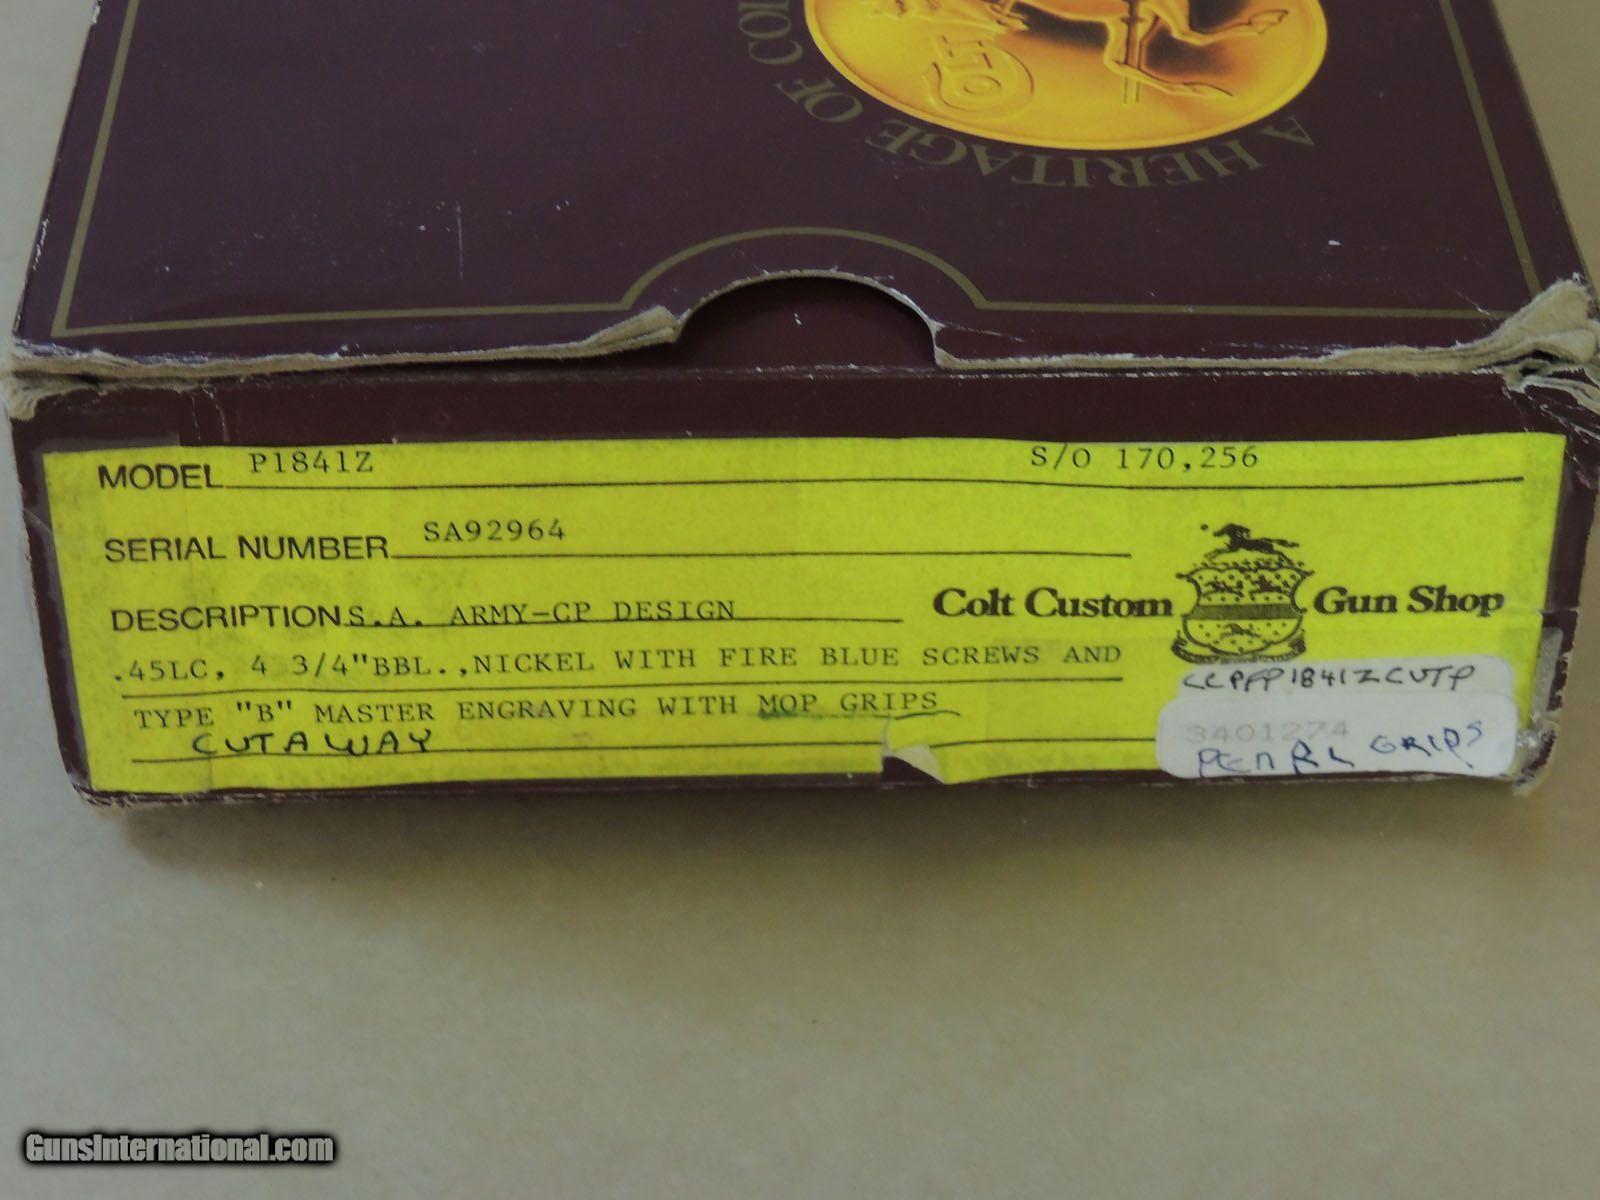 A HERITAGE OF COL
COLT
MODEL P1841Z S/O 170,256
SERIAL NUMBER SA92964
DESCRIPTION S.A. ARMY-CP DESIGN
Colt Custom Gun Shop
.45LC, 4 3/4"BBL.,NICKEL WITH FIRE BLUE SCREWS AND
TYPE "B" MASTER ENGRAVING WITH MOP GRIPS
CUTAWAY
3401274
PEARL GRIPS
GunsInternational.com